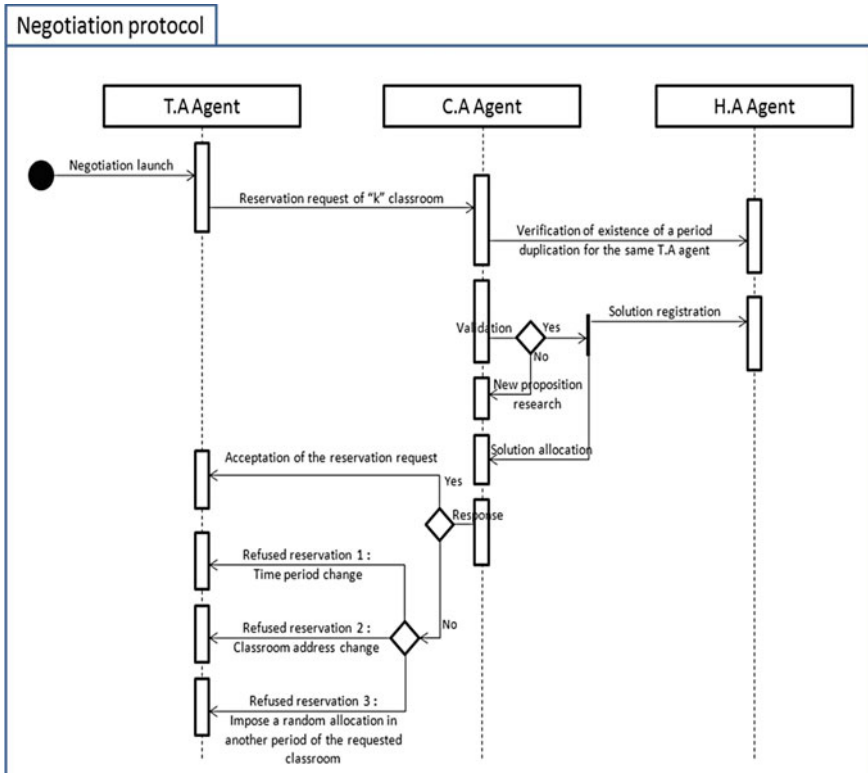 Negotiation protocol
T.A Agent
C.A Agent
H.A Agent
Negotiation launch
Reservation request of “k” classroom
Verification of existence of a period
duplication for the same T.A agent
Solution registration
Validation
Yes
No
New proposition
research
Solution allocation
Acceptation of the reservation request
Yes
Response
Refused reservation 1 :
Time period change
No
Refused reservation 2 :
Classroom address change
Refused reservation 3 :
Impose a random allocation in
another period of the requested
classroom